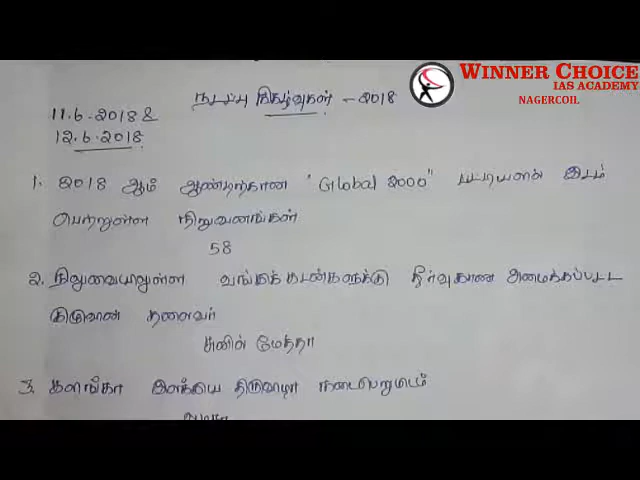 WINNER CHOICE
IAS ACADEMY
NAGERCOIL
நடப்பு நிகழ்வுகள் - 2018
11.6.2018 &
12.6.2018
1. 2018 ஆம் ஆண்டிற்கான "Global 2000" பட்டியலில் இடம்
பெற்றுள்ள நிறுவனங்கள்
58
2. நிலுவையிலுள்ள வங்கிக் கடன்களுக்கு தீர்வுகாண அமைக்கப்பட்ட
குழுவின் தலைவர்
சுனில் மேத்தா
3. களிங்கா இலக்கிய திருவிழா நடைபெறுமிடம்